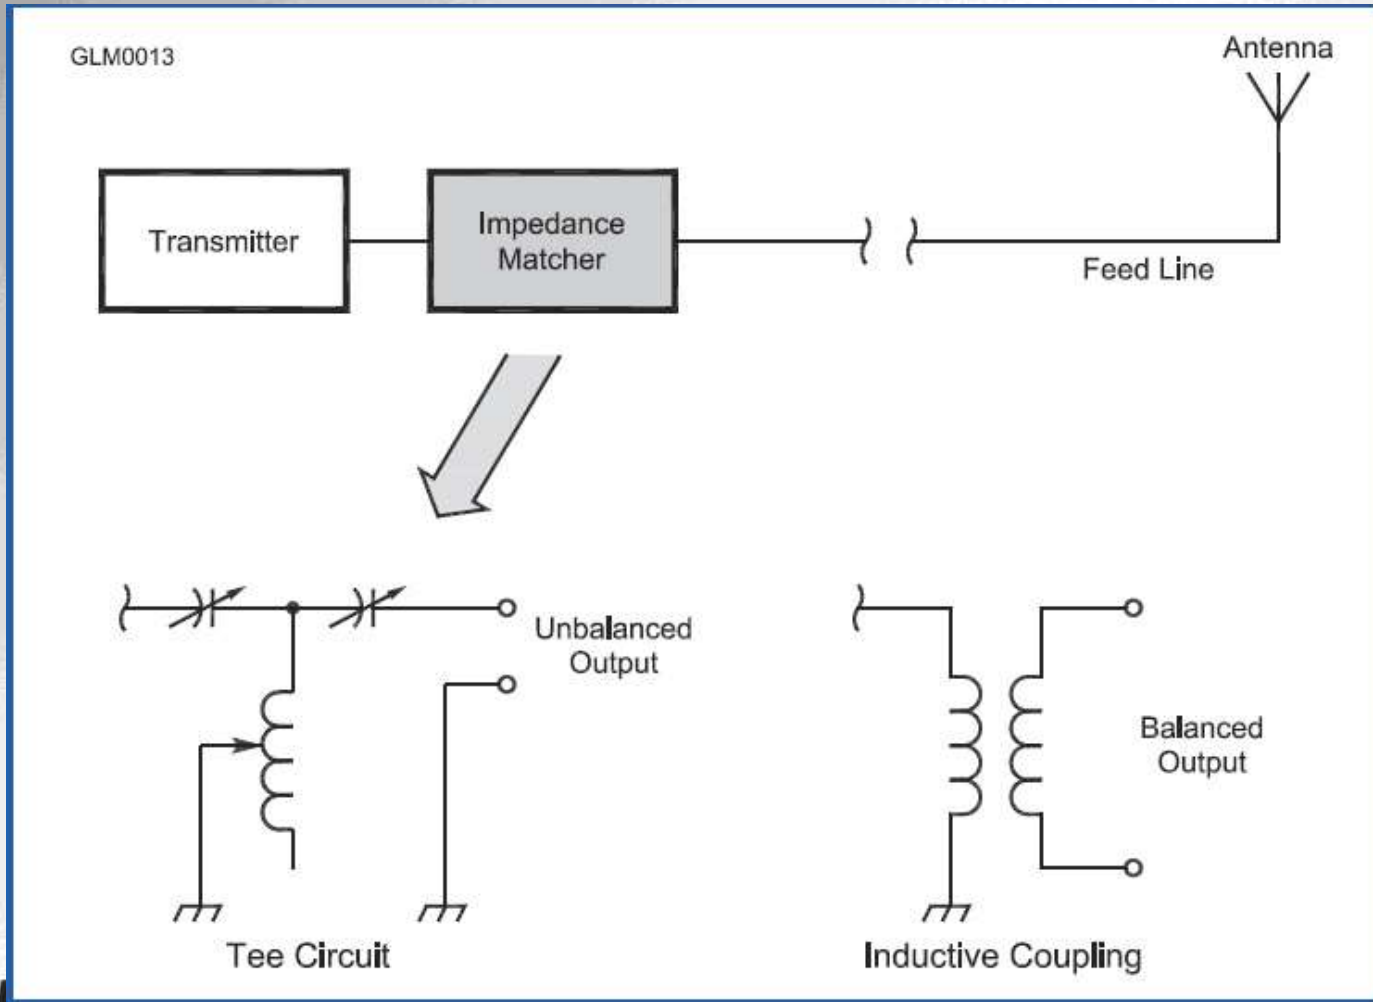 GLM0013
Antenna
Transmitter
Impedance
Matcher
Feed Line
Unbalanced
Output
Balanced
Output
Tee Circuit
Inductive Coupling